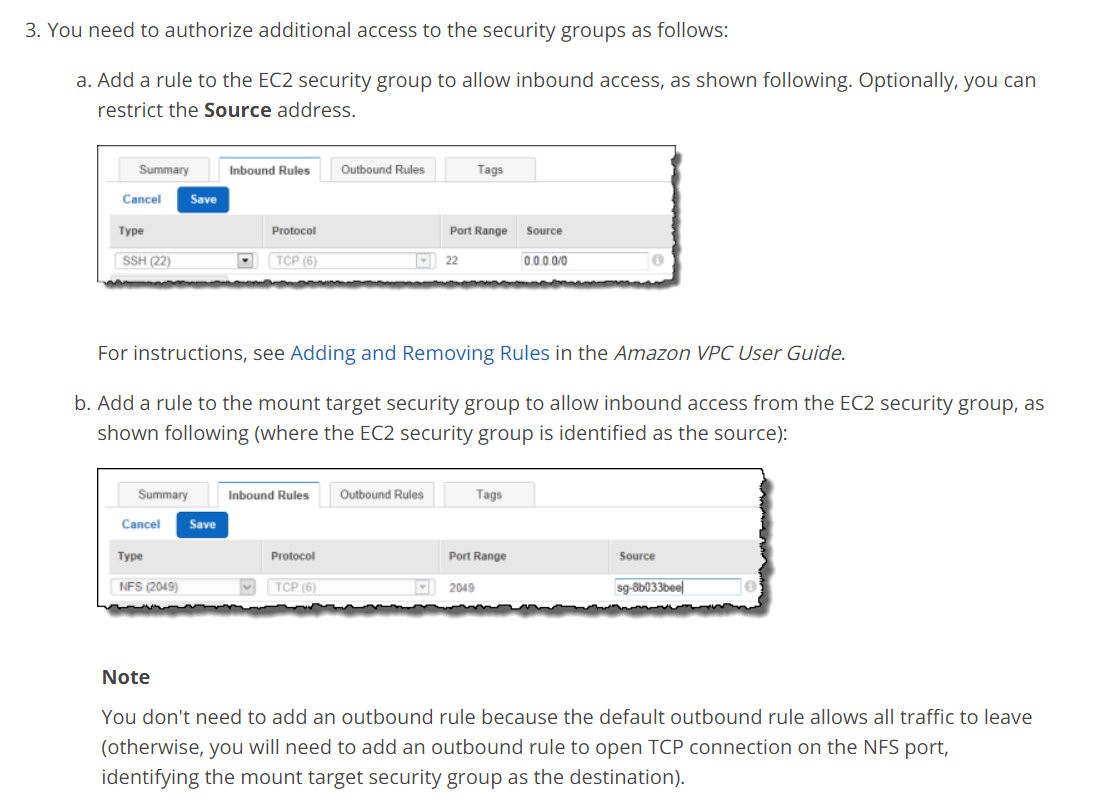 3. You need to authorize additional access to the security groups as follows:
a. Add a rule to the EC2 security group to allow inbound access, as shown following. Optionally, you can
restrict the Source address.
Summary Inbound Rules Outbound Rules Tags
Cancel Save
Type Protocol Port Range Source
SSH (22) TCP (6) 22 0.0.0.0/0
For instructions, see Adding and Removing Rules in the Amazon VPC User Guide.
b. Add a rule to the mount target security group to allow inbound access from the EC2 security group, as
shown following (where the EC2 security group is identified as the source):
Summary Inbound Rules Outbound Rules Tags
Cancel Save
Type Protocol Port Range Source
NFS (2049) TCP (6) 2049 sg-8b033bee
Note
You don't need to add an outbound rule because the default outbound rule allows all traffic to leave
(otherwise, you will need to add an outbound rule to open TCP connection on the NFS port,
identifying the mount target security group as the destination).